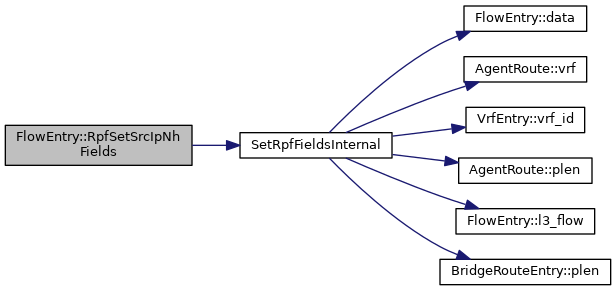 FlowEntry::RpfSetSrcIpNh
Fields
SetRpfFieldsInternal
FlowEntry::data
AgentRoute::vrf
VrfEntry::vrf_id
AgentRoute::plen
FlowEntry::l3_flow
BridgeRouteEntry::plen